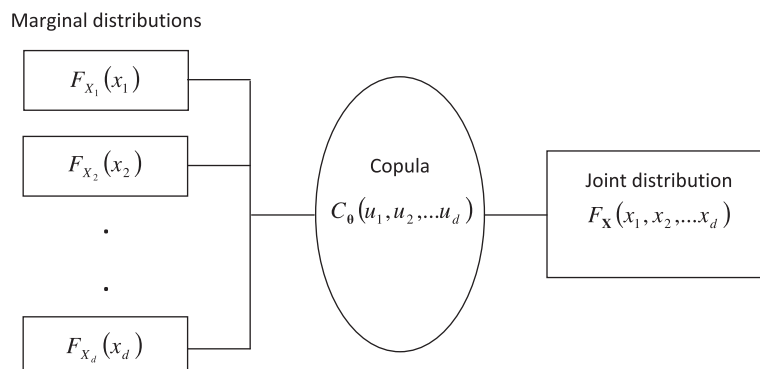 Marginal distributions
F_{X_1}(x_1)
F_{X_2}(x_2)
.
.
F_{X_d}(x_d)
Copula
C_θ(u_1,u_2,...u_d)
Joint distribution
F_X(x_1,x_2,...x_d)